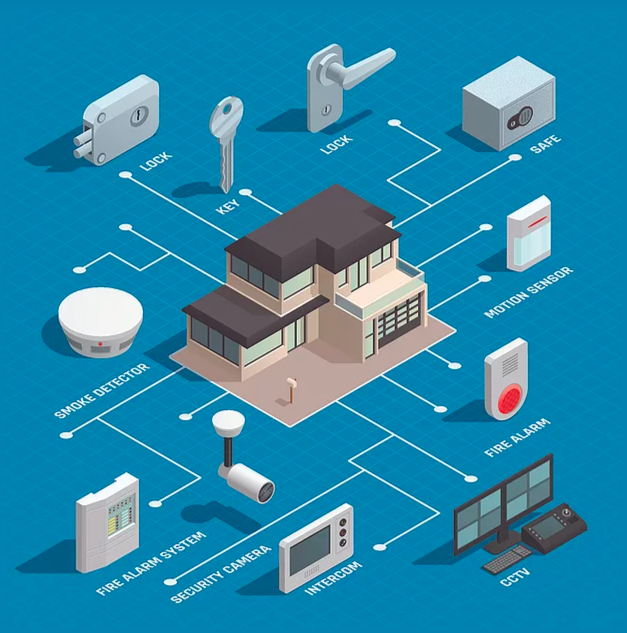 LOCK
KEY
LOCK
SAFE
MOTION SENSOR
SMOKE DETECTOR
FIRE ALARM
FIRE ALARM SYSTEM
SECURITY CAMERA
INTERCOM
CCTV